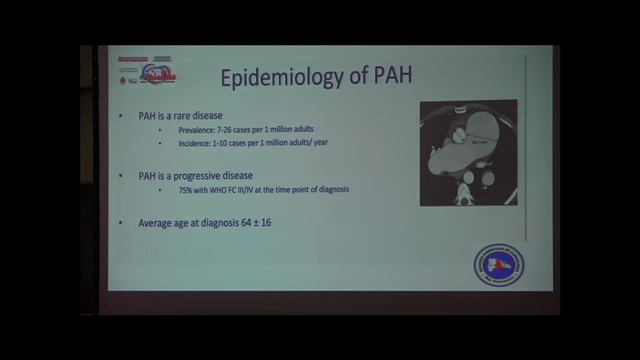 Epidemiology of PAH
• PAH is a rare disease
• Prevalence: 7-26 cases per 1 million adults
• Incidence: 1-10 cases per 1 million adults/ year
• PAH is a progressive disease
• 75% with WHO FC III/IV at the time point of diagnosis
• Average age at diagnosis 64 ± 16